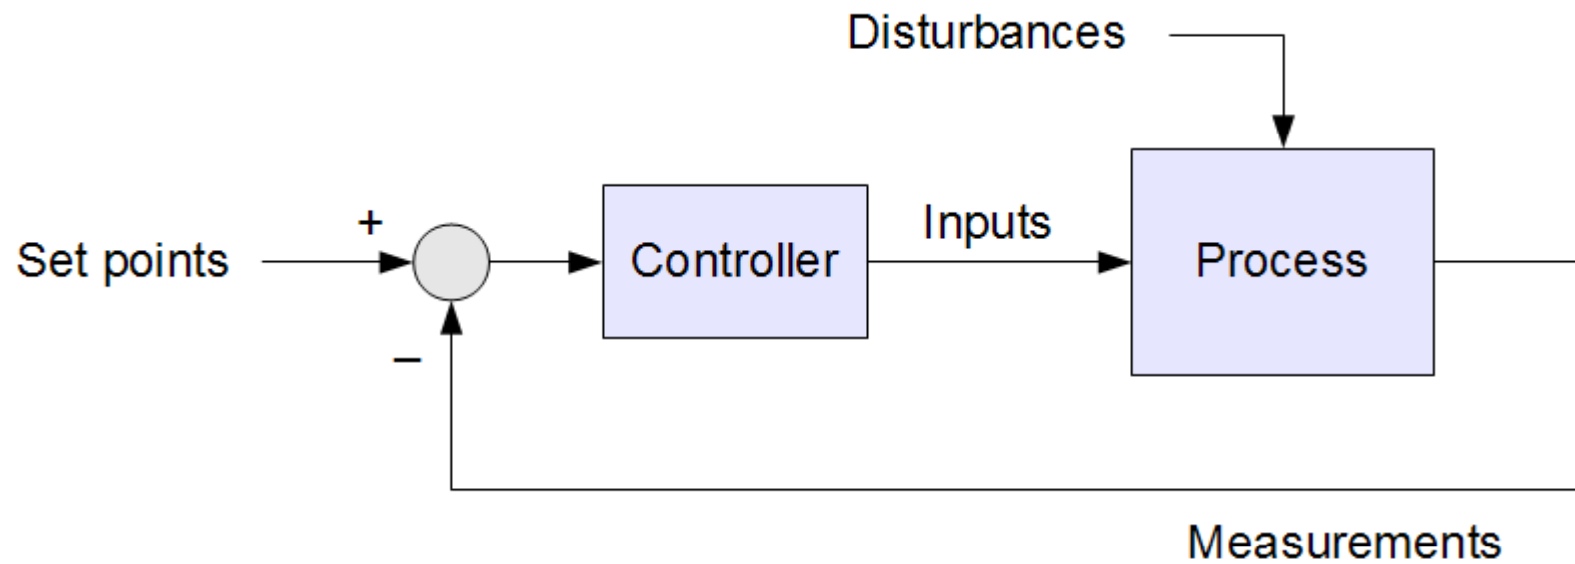 Disturbances
+
Inputs
Set points
Controller
Process
–
Measurements